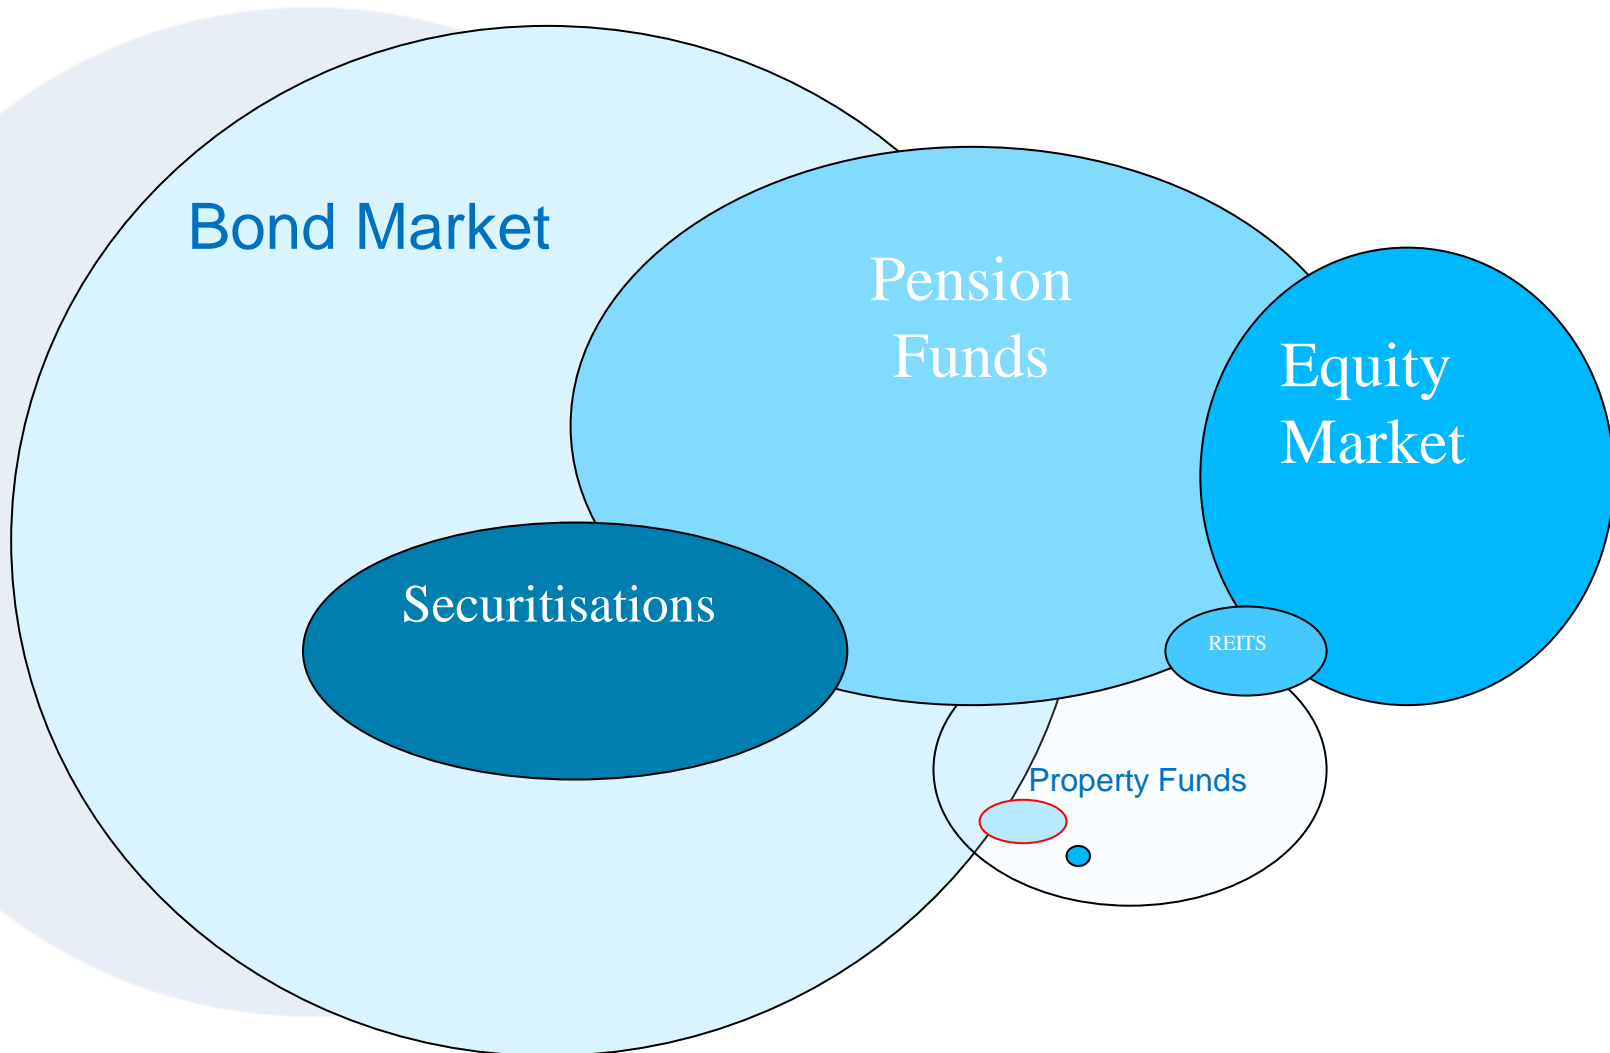 Bond Market
Pension
Funds
Equity
Market
Securitisations
REITS
Property Funds